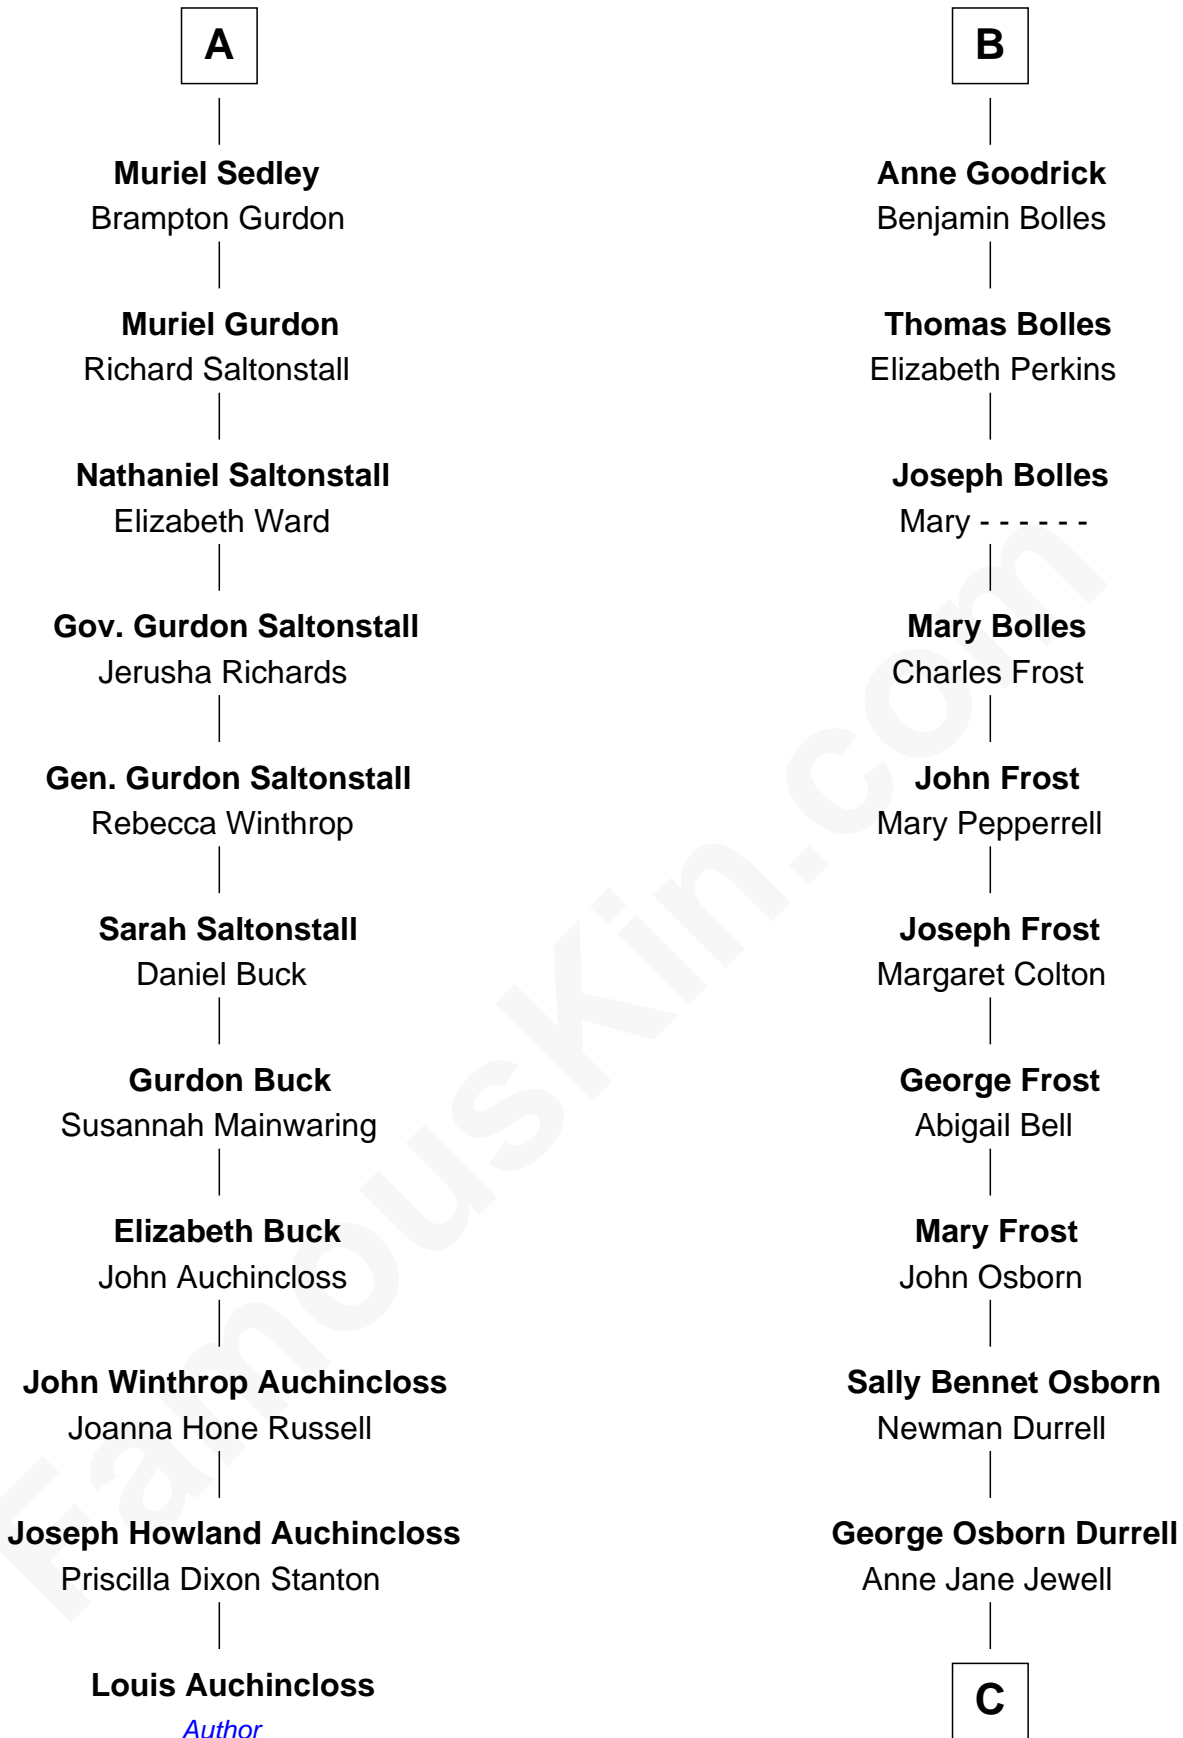 A
Muriel Sedley
Brampton Gurdon
Muriel Gurdon
Richard Saltonstall
Nathaniel Saltonstall
Elizabeth Ward
Gov. Gurdon Saltonstall
Jerusha Richards
Gen. Gurdon Saltonstall
Rebecca Winthrop
Sarah Saltonstall
Daniel Buck
Gurdon Buck
Susannah Mainwaring
Elizabeth Buck
John Auchincloss
John Winthrop Auchincloss
Joanna Hone Russell
Joseph Howland Auchincloss
Priscilla Dixon Stanton
Louis Auchincloss
Author
B
Anne Goodrick
Benjamin Bolles
Thomas Bolles
Elizabeth Perkins
Joseph Bolles
Mary - - - - - -
Mary Bolles
Charles Frost
John Frost
Mary Pepperrell
Joseph Frost
Margaret Colton
George Frost
Abigail Bell
Mary Frost
John Osborn
Sally Bennet Osborn
Newman Durrell
George Osborn Durrell
Anne Jane Jewell
C
FamousKin.com